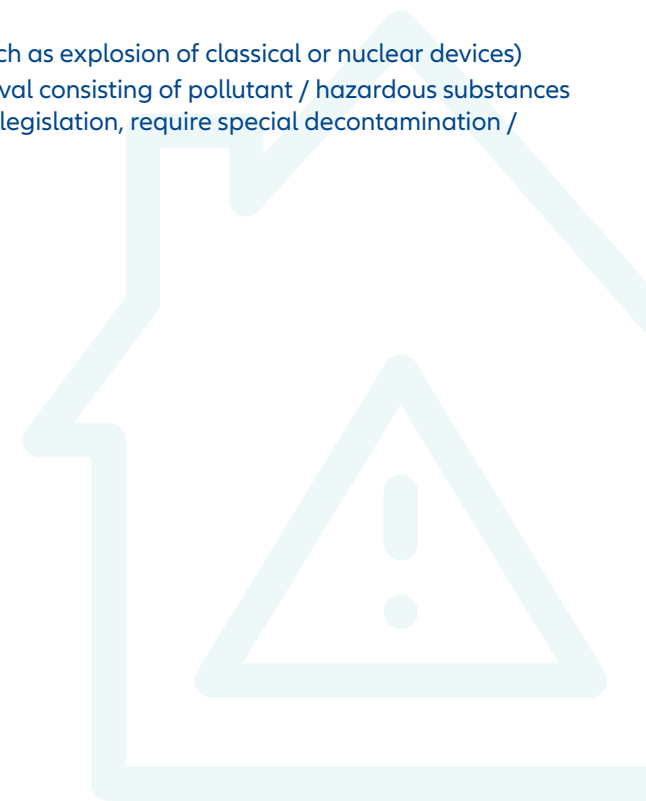 ch as explosion of classical or nuclear devices)
val consisting of pollutant / hazardous substances
legislation, require special decontamination /